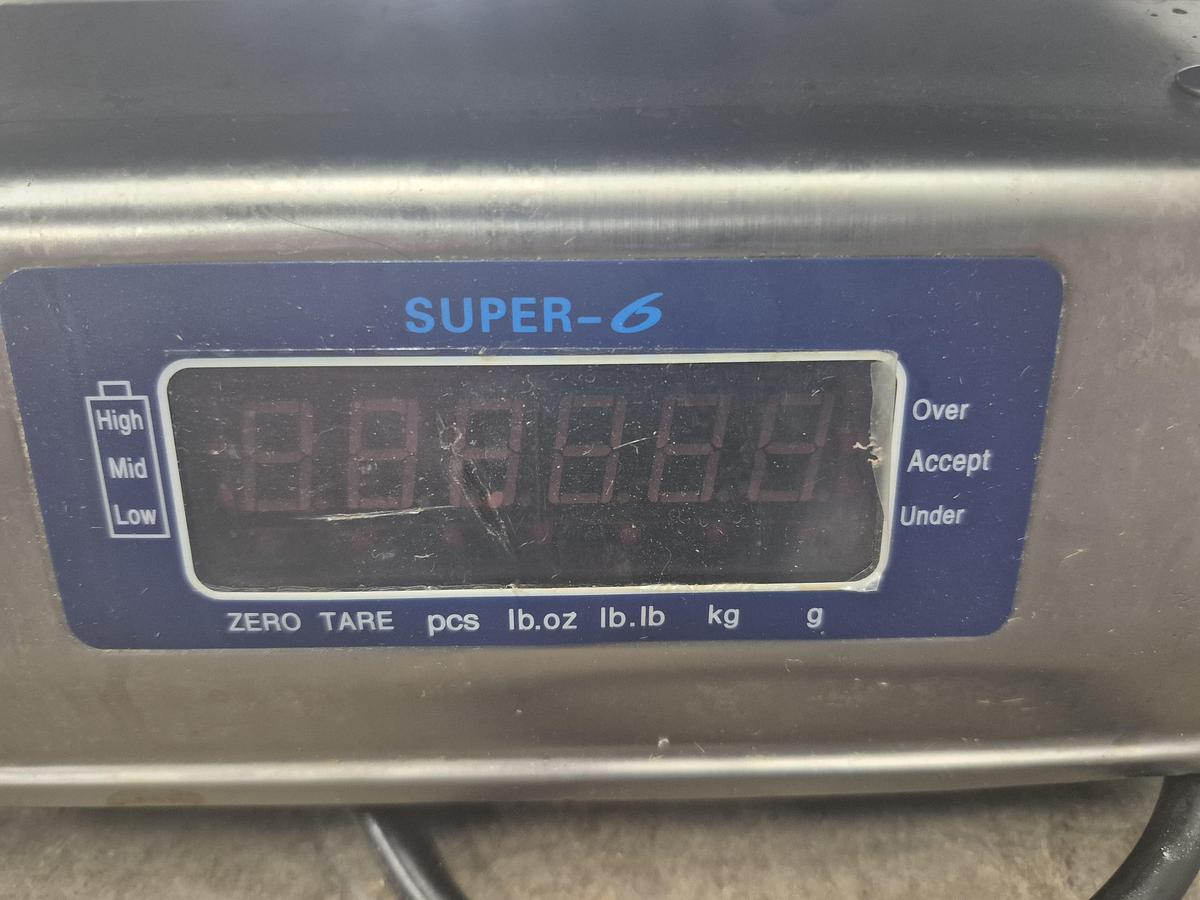 SUPER-6
High
Mid
Low
Over
Accept
Under
ZERO TARE pcs lb.oz lb.lb kg g